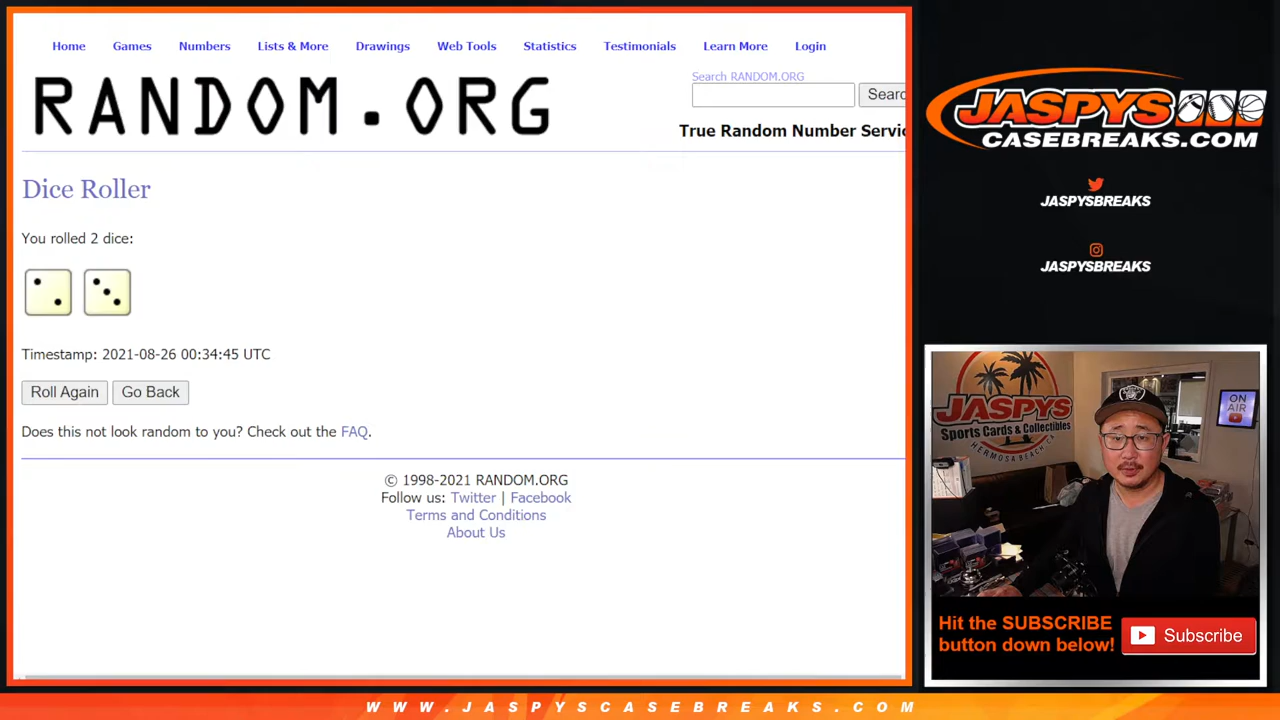 Home Games Numbers Lists & More Drawings Web Tools Statistics Testimonials Learn More Login
RANDOM.ORG
Search RANDOM.ORG
Searc
True Random Number Servic
Dice Roller
You rolled 2 dice:
Timestamp: 2021-08-26 00:34:45 UTC
Roll Again Go Back
Does this not look random to you? Check out the FAQ.
© 1998-2021 RANDOM.ORG
Follow us: Twitter | Facebook
Terms and Conditions
About Us
JASPYS
CASEBREAKS.COM
JASPYSBREAKS
JASPYSBREAKS
JASPYS
Sports Cards & Collectibles
HERMOSA BEACH, CA
ON AIR
Hit the SUBSCRIBE
button down below!
Subscribe
WWW.JASPYSCASEBREAKS.COM